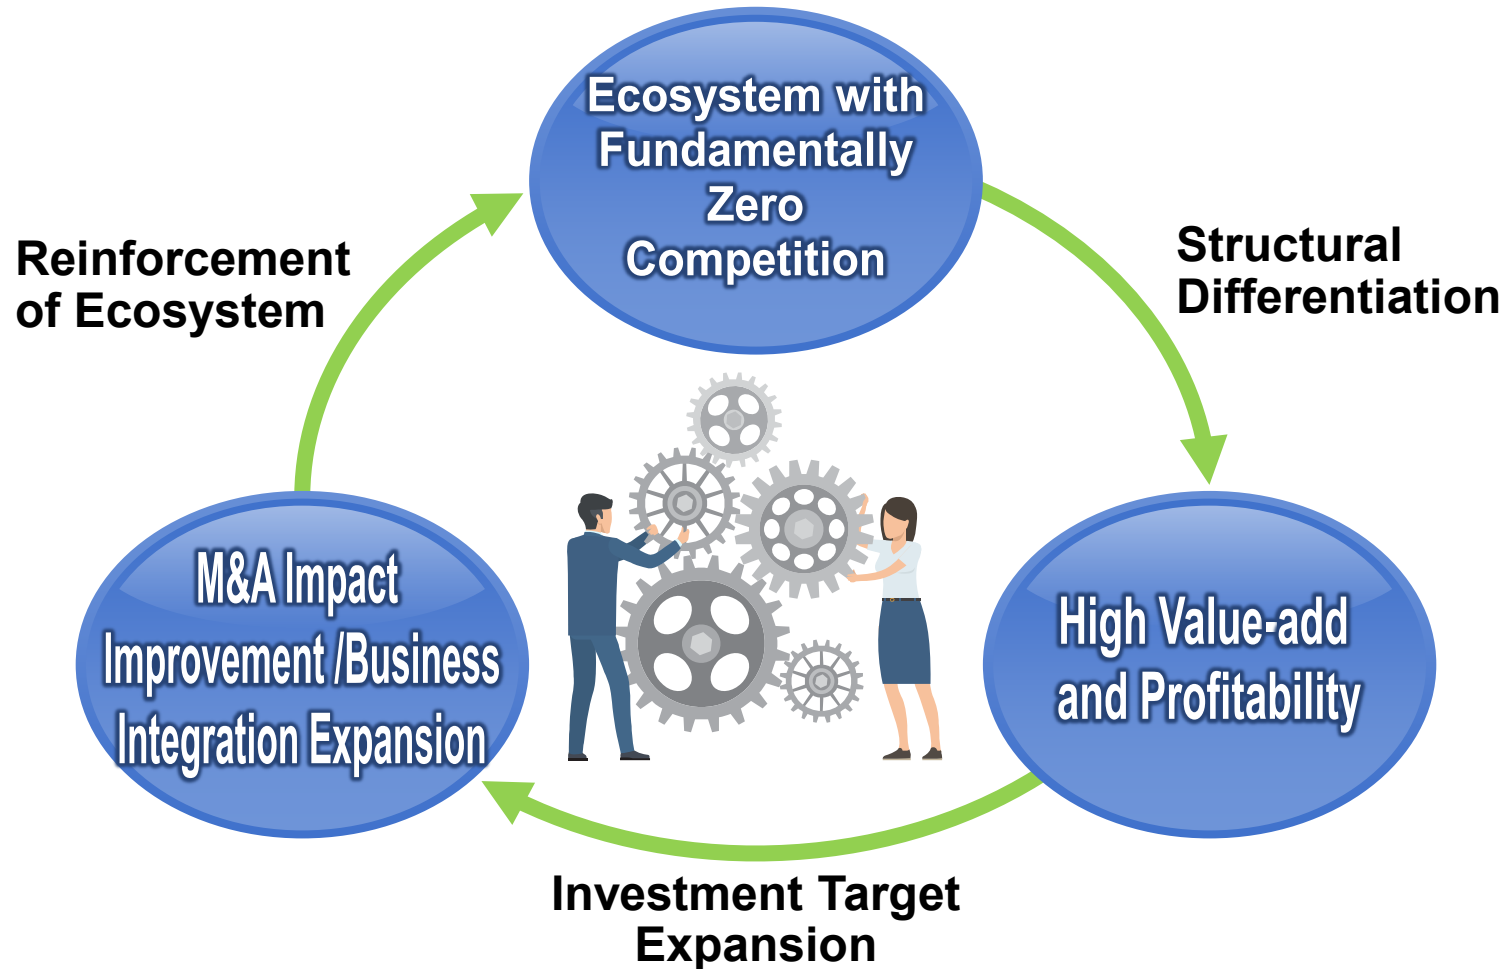 Ecosystem with
Fundamentally
Zero
Competition
Reinforcement
of Ecosystem
Structural
Differentiation
M&A Impact
Improvement /Business
Integration Expansion
High Value-add
and Profitability
Investment Target
Expansion